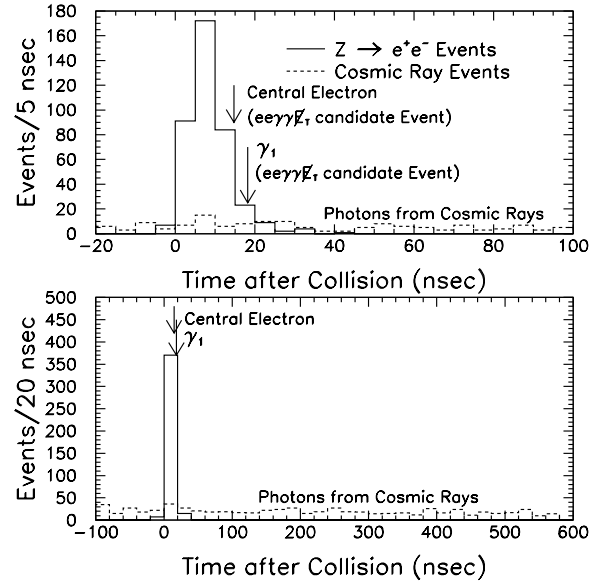 180
160
140
120
100
80
60
40
20
0
Events/5 nsec
Z → e⁺e⁻ Events
Cosmic Ray Events
Central Electron
(eeγγE̸_T candidate Event)
γ₁
(eeγγE̸_T candidate Event)
Photons from Cosmic Rays
−20 0 20 40 60 80 100
Time after Collision (nsec)
500
450
400
350
300
250
200
150
100
50
0
Events/20 nsec
Central Electron
γ₁
Photons from Cosmic Rays
−100 0 100 200 300 400 500 600
Time after Collision (nsec)